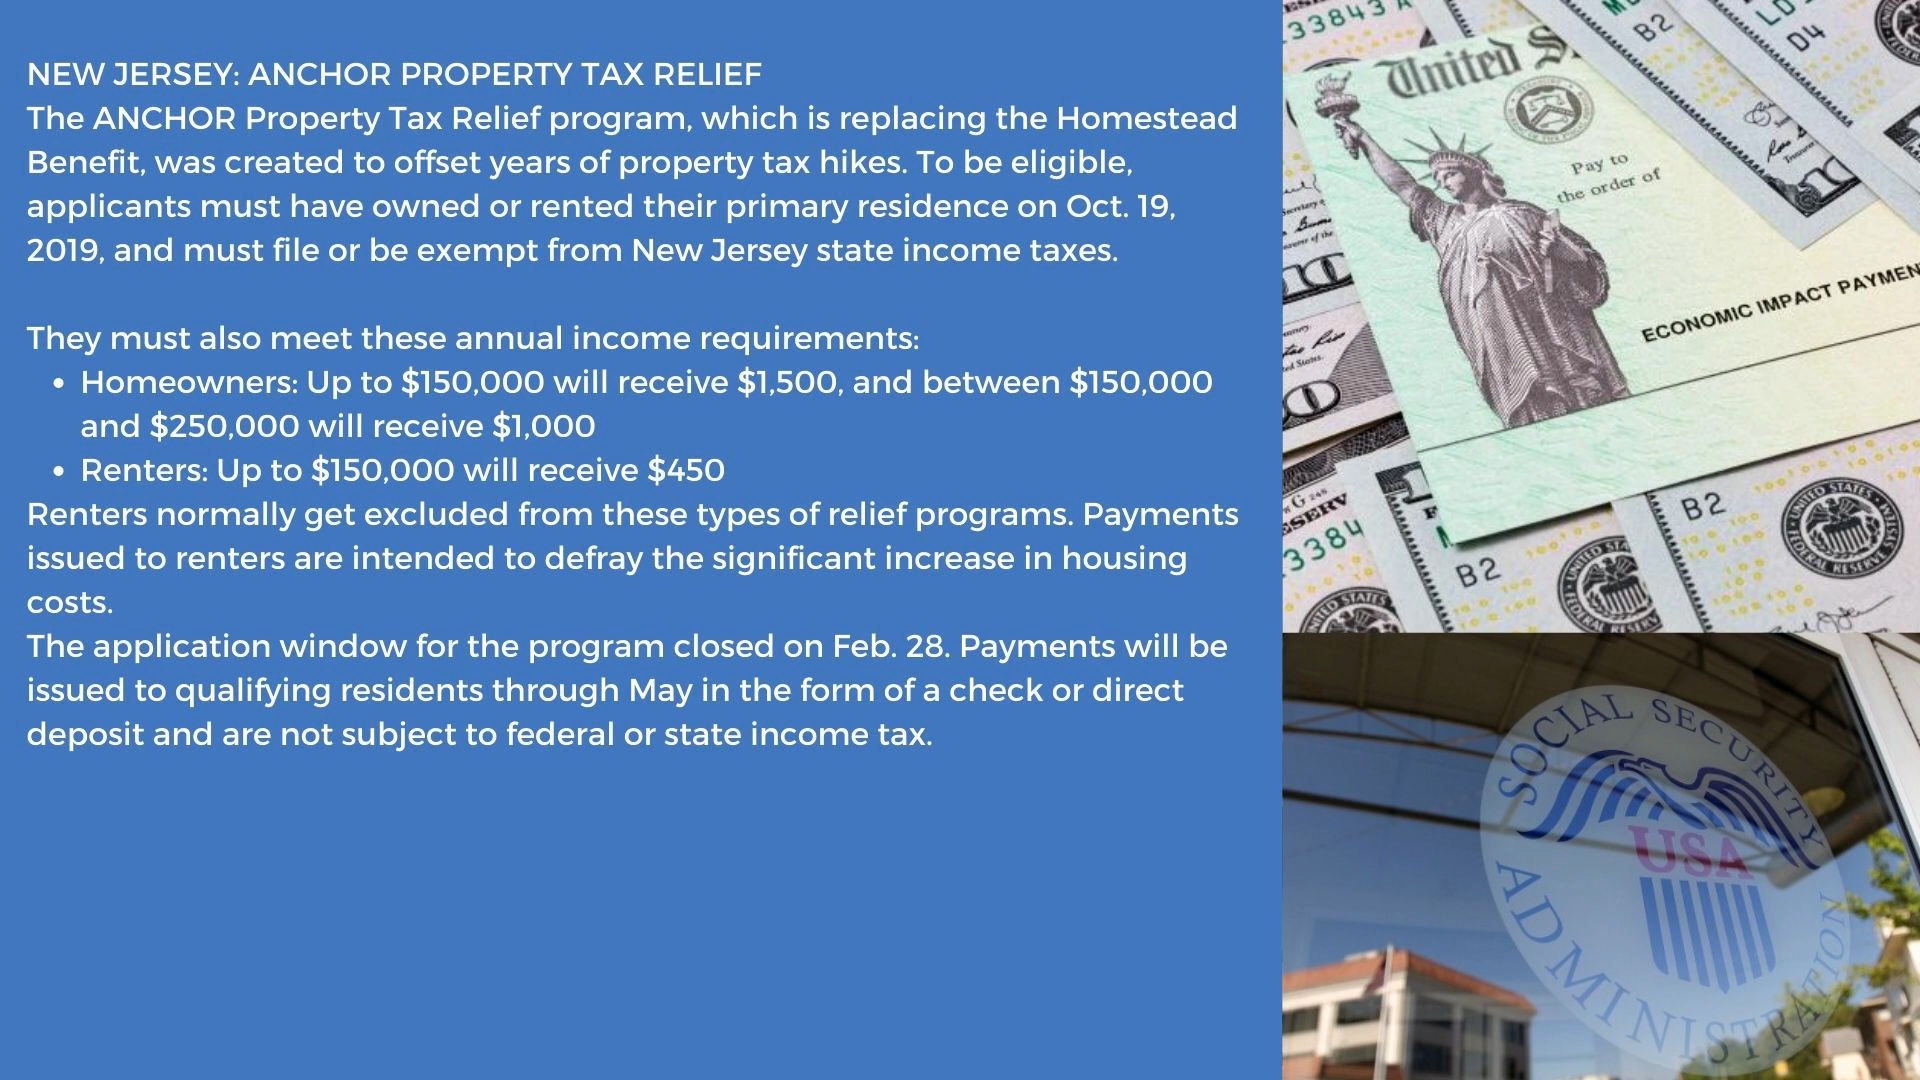 NEW JERSEY: ANCHOR PROPERTY TAX RELIEF
The ANCHOR Property Tax Relief program, which is replacing the Homestead
Benefit, was created to offset years of property tax hikes. To be eligible,
applicants must have owned or rented their primary residence on Oct. 19,
2019, and must file or be exempt from New Jersey state income taxes.
They must also meet these annual income requirements:
• Homeowners: Up to $150,000 will receive $1,500, and between $150,000
and $250,000 will receive $1,000
• Renters: Up to $150,000 will receive $450
Renters normally get excluded from these types of relief programs. Payments
issued to renters are intended to defray the significant increase in housing
costs.
The application window for the program closed on Feb. 28. Payments will be
issued to qualifying residents through May in the form of a check or direct
deposit and are not subject to federal or state income tax.
33843A
B2
D4
United S
Pay to
the order of
ECONOMIC IMPACT PAYMEN
B2
B2
3384
SOCIAL SECURITY
USA
ADMINISTRATION